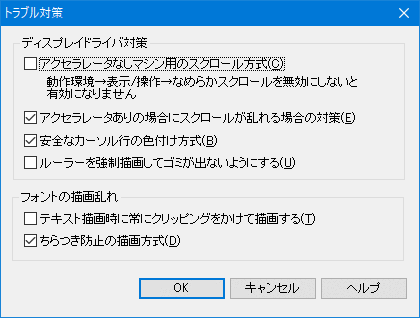 トラブル対策
ディスプレイドライバ対策
アクセラレータなしマシン用のスクロール方式(C)
動作環境→表示/操作→なめらかスクロールを無効にしないと
有効になりません
アクセラレータありの場合にスクロールが乱れる場合の対策(E)
安全なカーソル行の色付け方式(B)
ルーラーを強制描画してゴミが出ないようにする(U)
フォントの描画乱れ
テキスト描画時に常にクリッピングをかけて描画する(T)
ちらつき防止の描画方式(D)
OK
キャンセル
ヘルプ